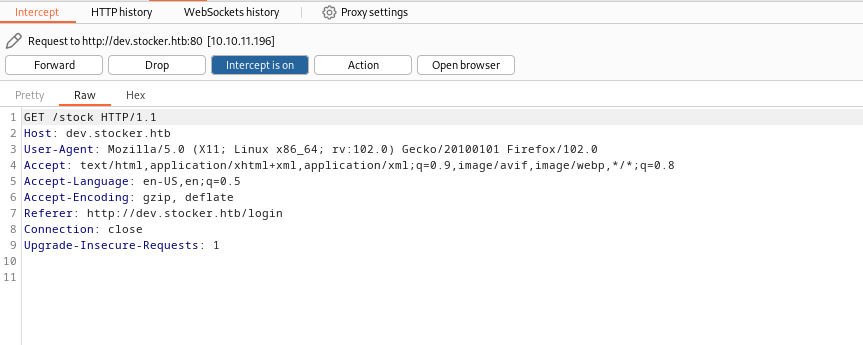 Intercept HTTP history WebSockets history Proxy settings
Request to http://dev.stocker.htb:80 [10.10.11.196]
Forward Drop Intercept is on Action Open browser
Pretty Raw Hex
1 GET /stock HTTP/1.1
2 Host: dev.stocker.htb
3 User-Agent: Mozilla/5.0 (X11; Linux x86_64; rv:102.0) Gecko/20100101 Firefox/102.0
4 Accept: text/html,application/xhtml+xml,application/xml;q=0.9,image/avif,image/webp,*/*;q=0.8
5 Accept-Language: en-US,en;q=0.5
6 Accept-Encoding: gzip, deflate
7 Referer: http://dev.stocker.htb/login
8 Connection: close
9 Upgrade-Insecure-Requests: 1
10
11